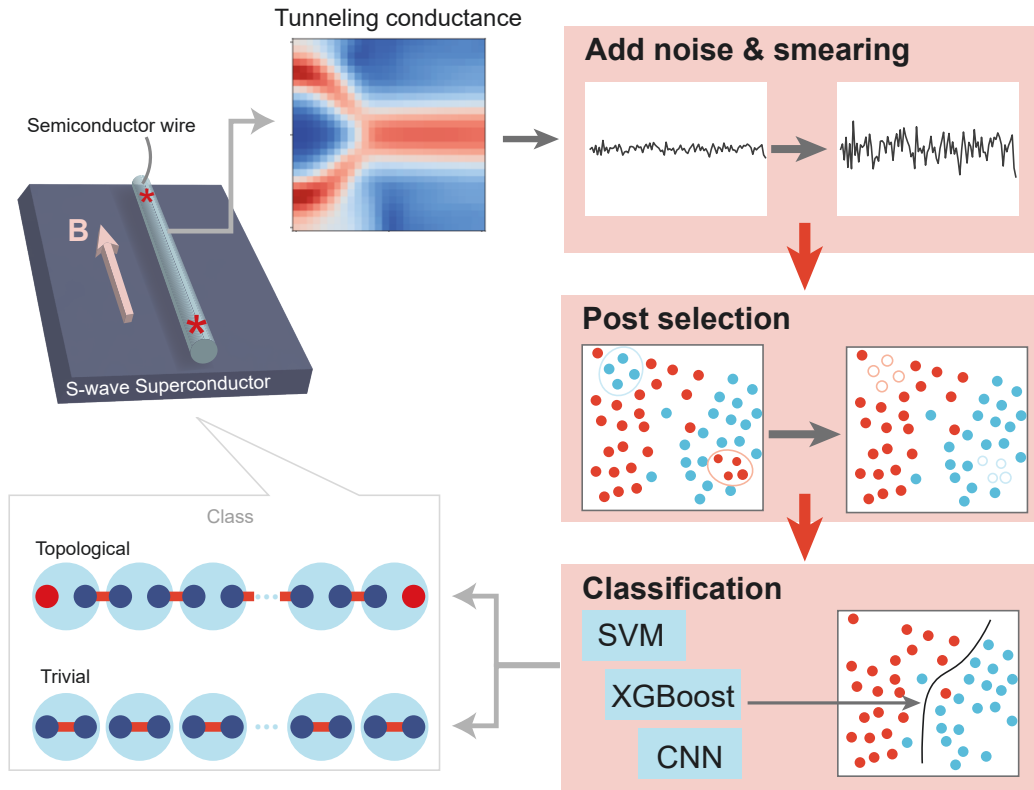 Tunneling conductance
Semiconductor wire
B
*
*
S-wave Superconductor
Add noise & smearing
Post selection
Class
Topological
Trivial
Classification
SVM
XGBoost
CNN